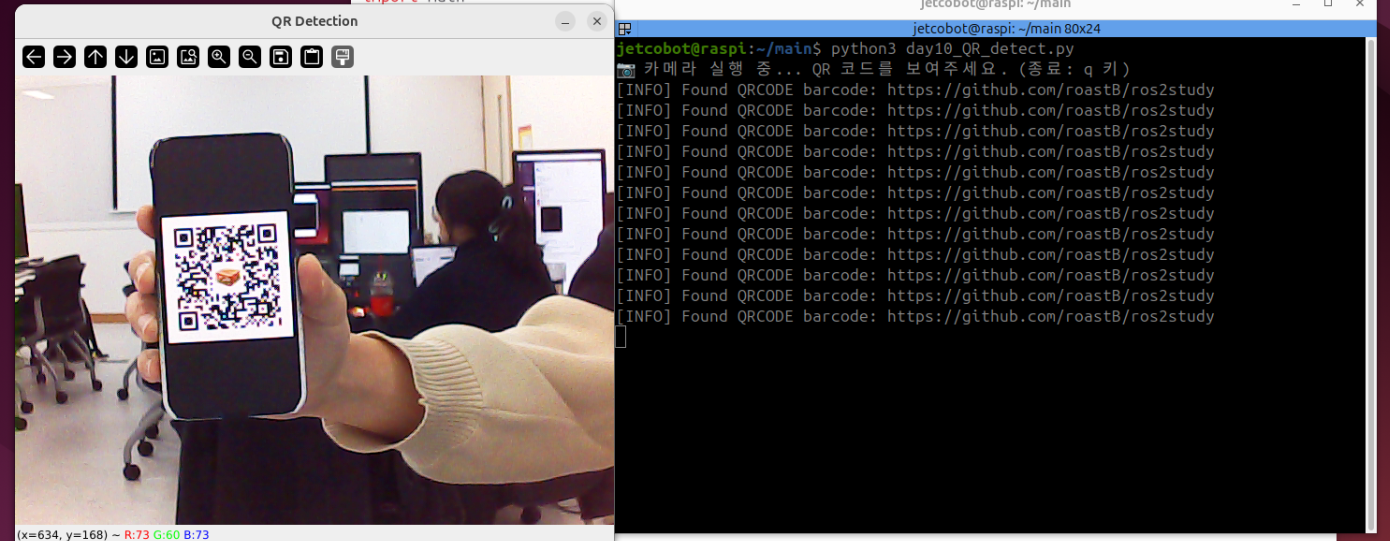 QR Detection
(x=634, y=168) ~ R:73 G:60 B:73
jetcobot@raspi: ~/main
jetcobot@raspi: ~/main 80x24
jetcobot@raspi:~/main$ python3 day10_QR_detect.py
📷 카메라 실행 중... QR 코드를 보여주세요. (종료: q 키)
[INFO] Found QRCODE barcode: https://github.com/roastB/ros2study
[INFO] Found QRCODE barcode: https://github.com/roastB/ros2study
[INFO] Found QRCODE barcode: https://github.com/roastB/ros2study
[INFO] Found QRCODE barcode: https://github.com/roastB/ros2study
[INFO] Found QRCODE barcode: https://github.com/roastB/ros2study
[INFO] Found QRCODE barcode: https://github.com/roastB/ros2study
[INFO] Found QRCODE barcode: https://github.com/roastB/ros2study
[INFO] Found QRCODE barcode: https://github.com/roastB/ros2study
[INFO] Found QRCODE barcode: https://github.com/roastB/ros2study
[INFO] Found QRCODE barcode: https://github.com/roastB/ros2study
[INFO] Found QRCODE barcode: https://github.com/roastB/ros2study
[INFO] Found QRCODE barcode: https://github.com/roastB/ros2study